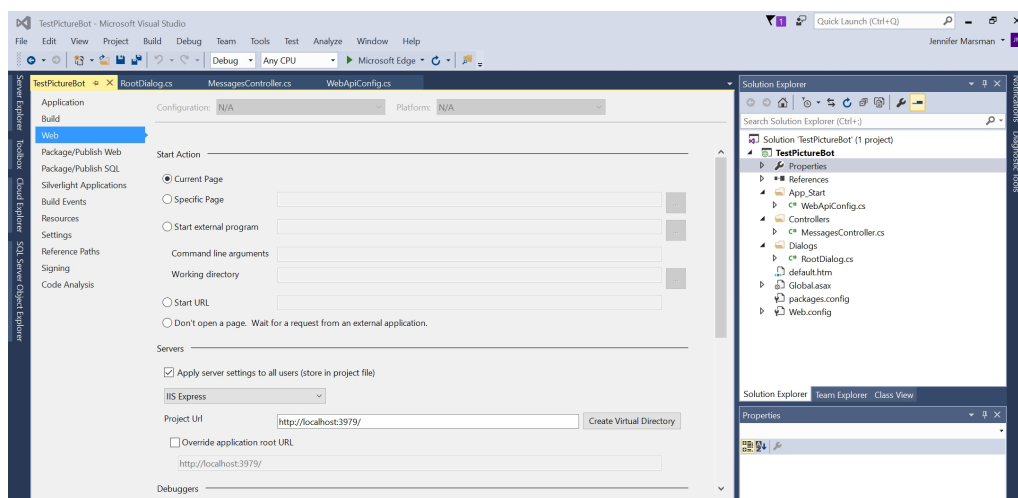 TestPictureBot - Microsoft Visual Studio
1
Quick Launch (Ctrl+Q)
File Edit View Project Build Debug Team Tools Test Analyze Window Help
Jennifer Marsman
Debug Any CPU Microsoft Edge
TestPictureBot RootDialog.cs MessagesController.cs WebApiConfig.cs
Server Explorer
Toolbox
Cloud Explorer
SQL Server Object Explorer
Application
Build
Web
Package/Publish Web
Package/Publish SQL
Silverlight Applications
Build Events
Resources
Settings
Reference Paths
Signing
Code Analysis
Configuration: N/A Platform: N/A
Start Action
Current Page
Specific Page
...
Start external program
...
Command line arguments
Working directory
...
Start URL
Don't open a page. Wait for a request from an external application.
Servers
Apply server settings to all users (store in project file)
IIS Express
Project Url http://localhost:3979/ Create Virtual Directory
Override application root URL
http://localhost:3979/
Debuggers
Solution Explorer
Search Solution Explorer (Ctrl+;)
Solution 'TestPictureBot' (1 project)
TestPictureBot
Properties
References
App_Start
C# WebApiConfig.cs
Controllers
C# MessagesController.cs
Dialogs
C# RootDialog.cs
default.htm
Global.asax
packages.config
Web.config
Solution Explorer Team Explorer Class View
Properties
Notifications
Diagnostic Tools